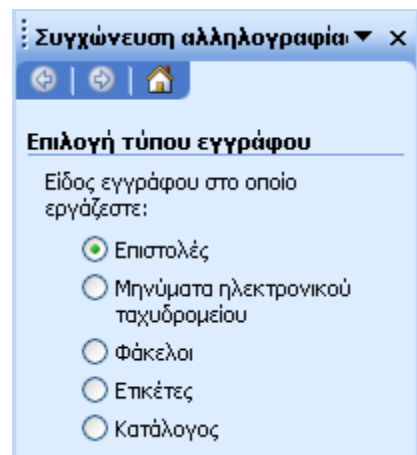 Συγχώνευση αλληλογραφία
Επιλογή τύπου εγγράφου
Είδος εγγράφου στο οποίο
εργάζεστε:
Επιστολές
Μηνύματα ηλεκτρονικού
ταχυδρομείου
Φάκελοι
Ετικέτες
Κατάλογος